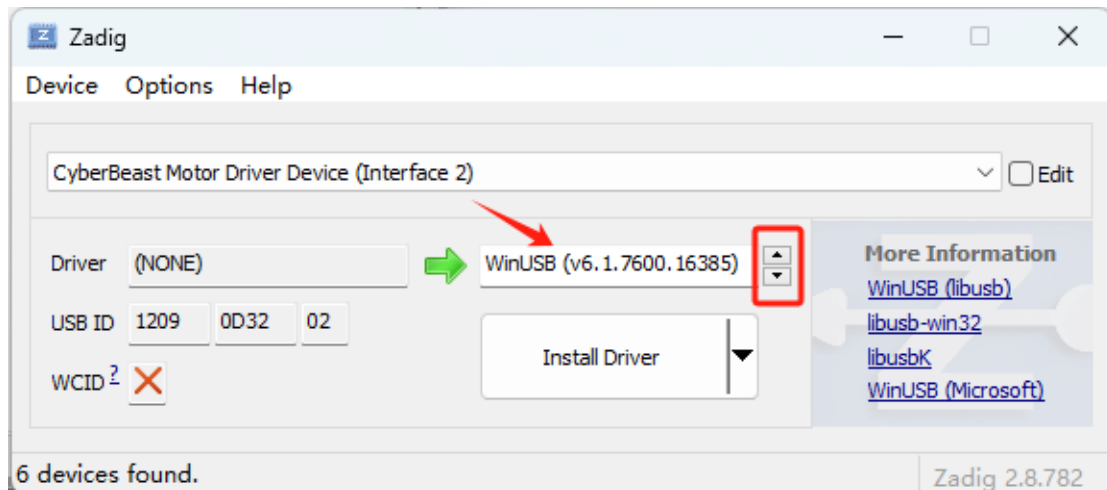 Zadig
Device Options Help
CyberBeast Motor Driver Device (Interface 2)
Edit
Driver (NONE)
WinUSB (v6.1.7600.16385)
USB ID 1209 0D32 02
WCID ?
Install Driver
More Information
WinUSB (libusb)
libusb-win32
libusbK
WinUSB (Microsoft)
6 devices found.
Zadig 2.8.782